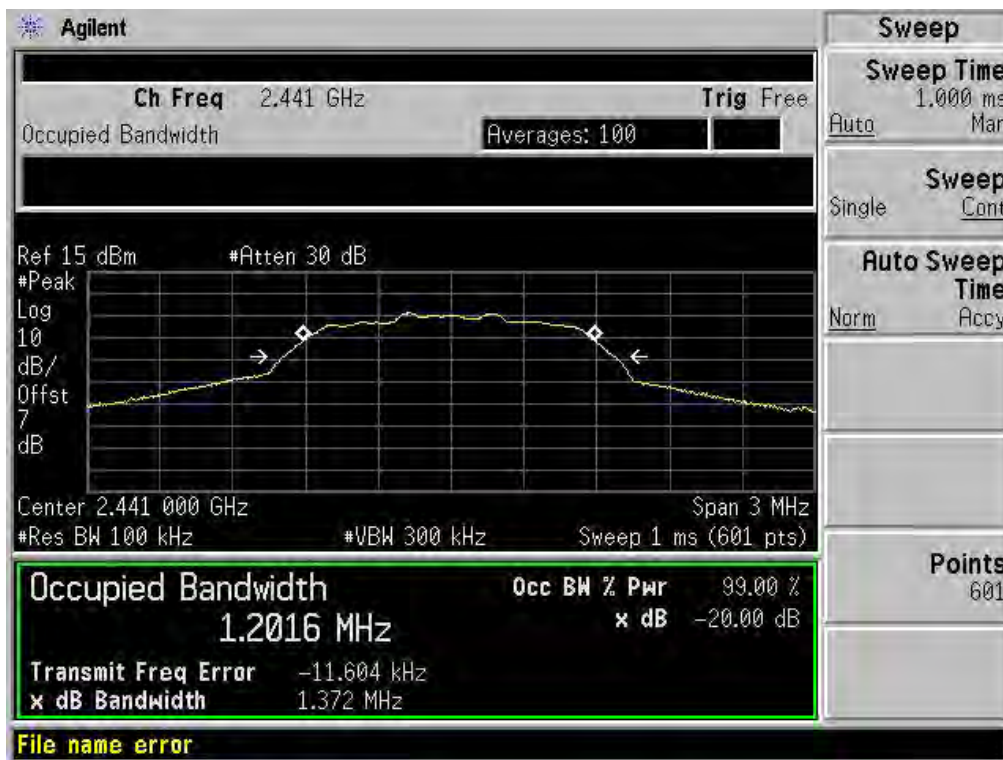 Agilent
Sweep
Ch Freq 2.441 GHz Trig Free
Occupied Bandwidth Averages: 100
Sweep Time
1.000 ms
Auto Man
Sweep
Single Cont
Auto Sweep
Time
Norm Accy
Ref 15 dBm #Atten 30 dB
#Peak
Log
10
dB/
Offst
7
dB
Center 2.441 000 GHz Span 3 MHz
#Res BW 100 kHz #VBW 300 kHz Sweep 1 ms (601 pts)
Points
601
Occupied Bandwidth
1.2016 MHz
Occ BW % Pwr 99.00 %
x dB -20.00 dB
Transmit Freq Error -11.604 kHz
x dB Bandwidth 1.372 MHz
File name error